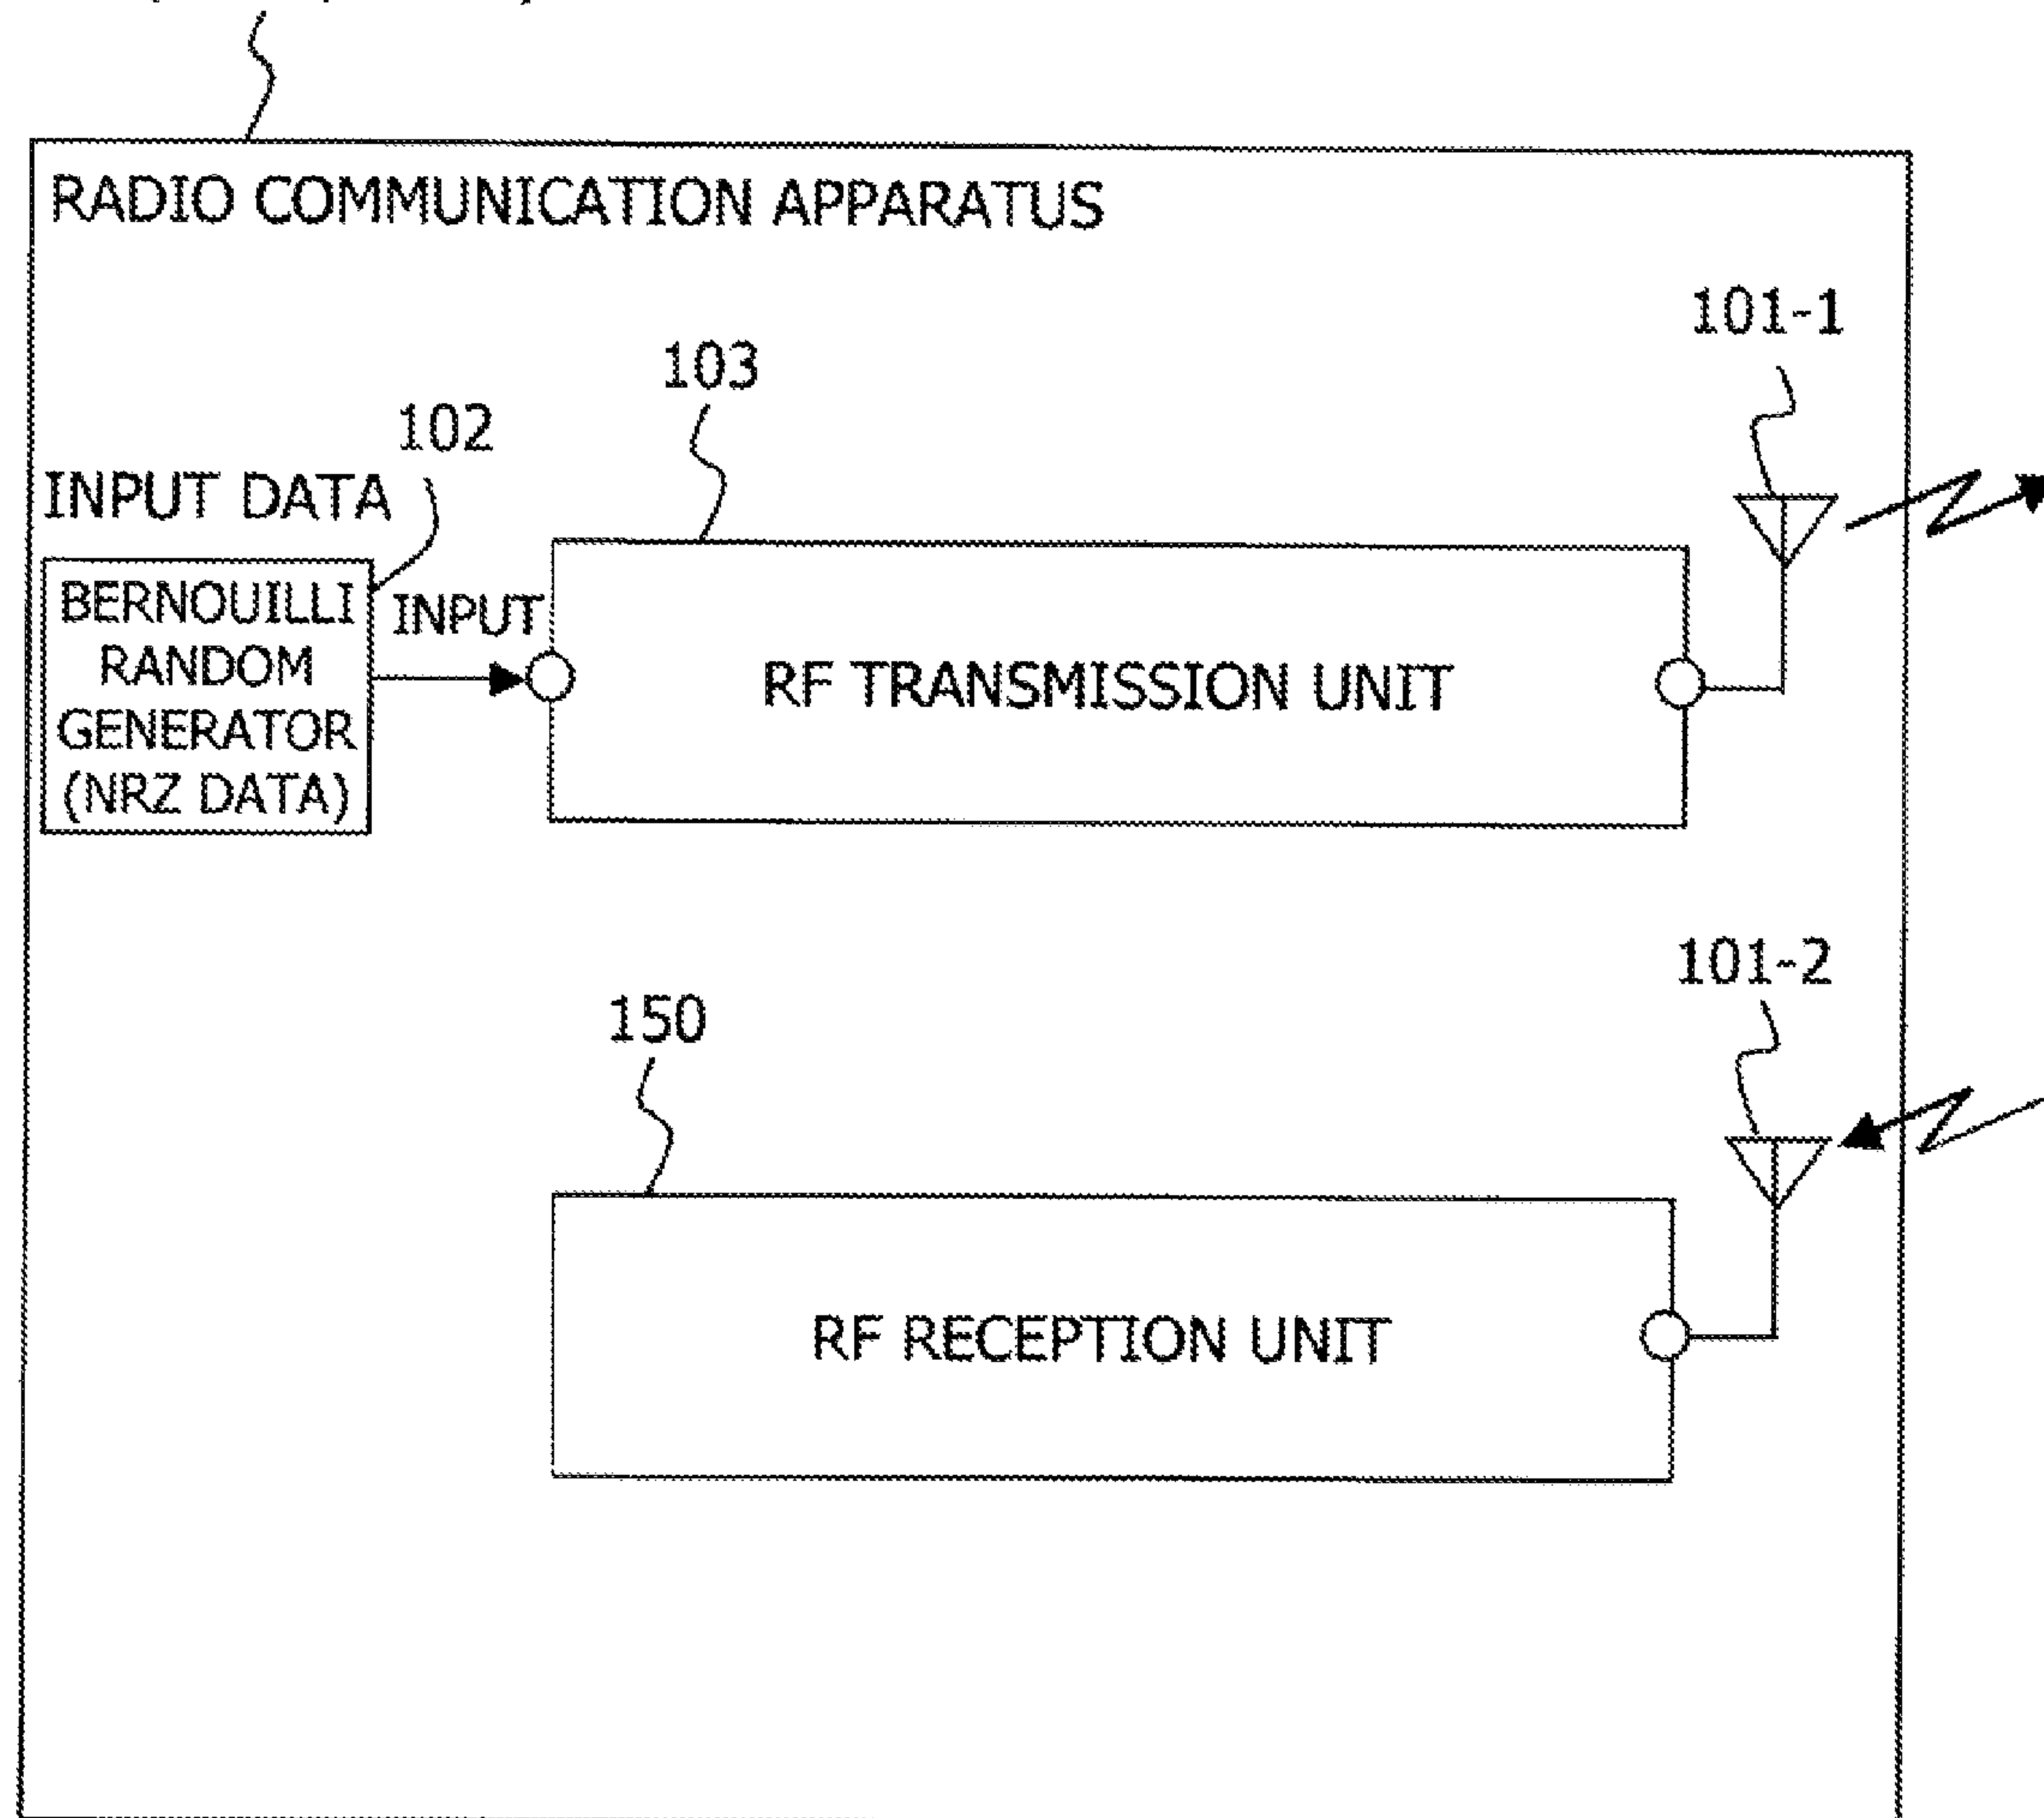 RADIO COMMUNICATION APPARATUS
101-1
103
102
INPUT DATA
BERNOUILLI
RANDOM
GENERATOR
(NRZ DATA)
INPUT
RF TRANSMISSION UNIT
101-2
150
RF RECEPTION UNIT